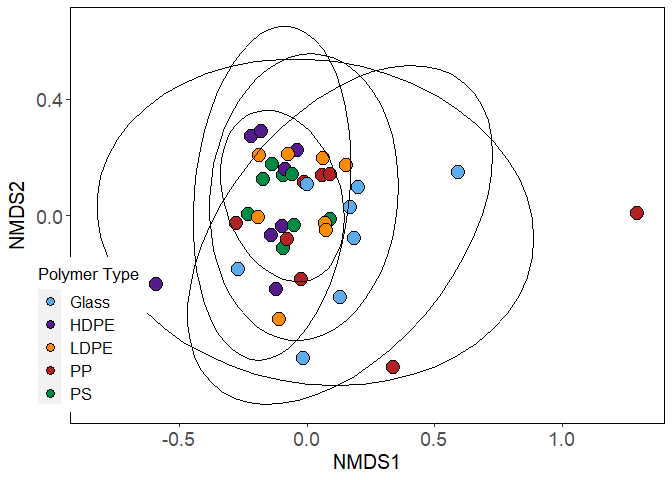 0.4
NMDS2
0.0
Polymer Type
Glass
HDPE
LDPE
PP
PS
-0.5 0.0 0.5 1.0
NMDS1